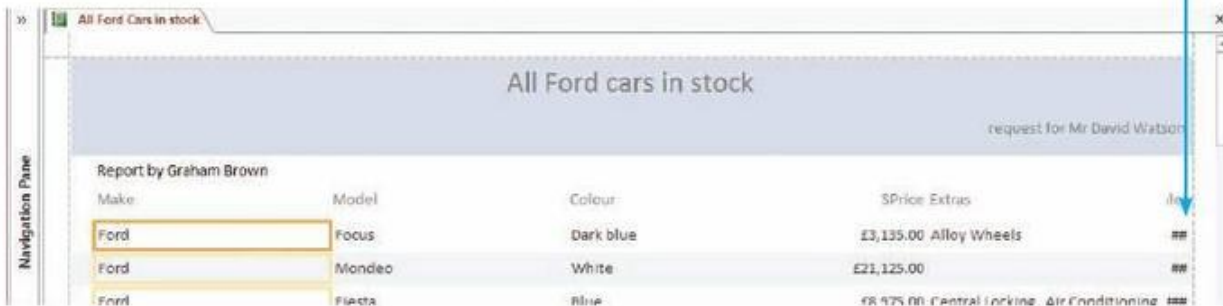 »
All Ford Cars in stock
×
Navigation Pane
All Ford cars in stock
request for Mr David Watson
Report by Graham Brown
Make Model Colour SPrice Extras
Ford Focus Dark blue £3,135.00 Alloy Wheels ##
Ford Mondeo White £21,125.00 ##
Ford Fiesta Blue £8,975.00 Central Locking, Air Conditioning ###